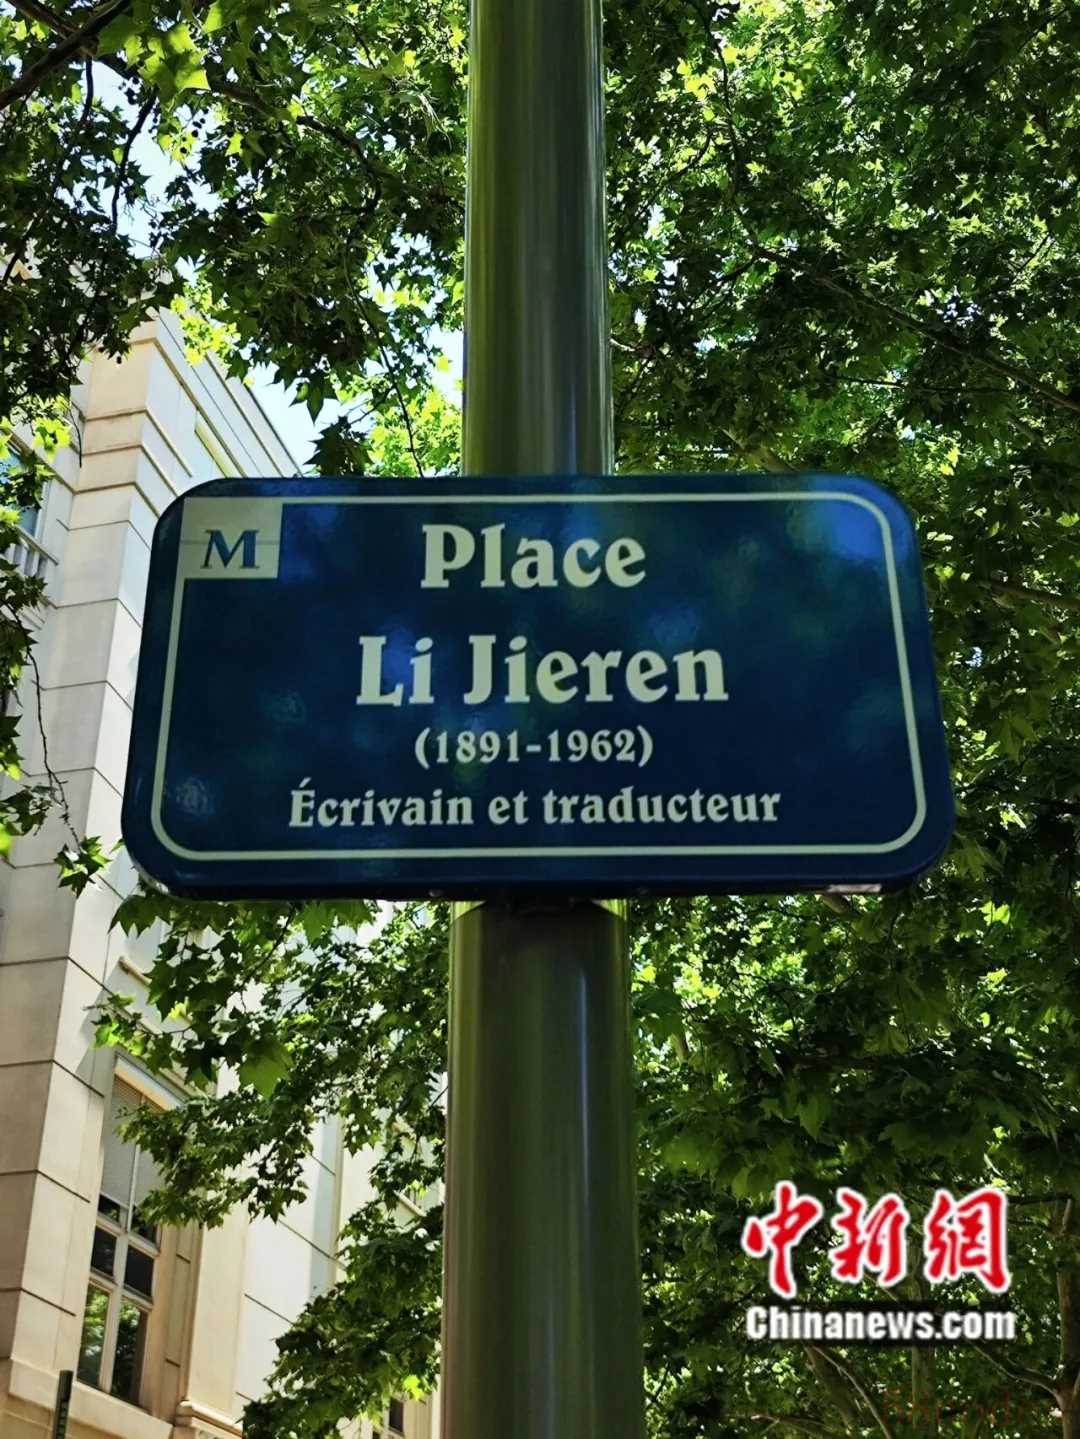 M
Place
Li Jieren
(1891-1962)
Écrivain et traducteur
中新網
Chinanews.com